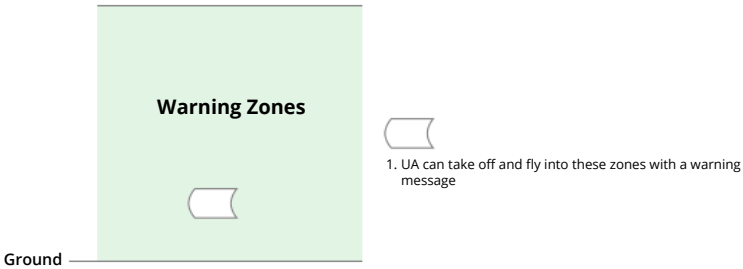 Warning Zones
1. UA can take off and fly into these zones with a warning
message
Ground